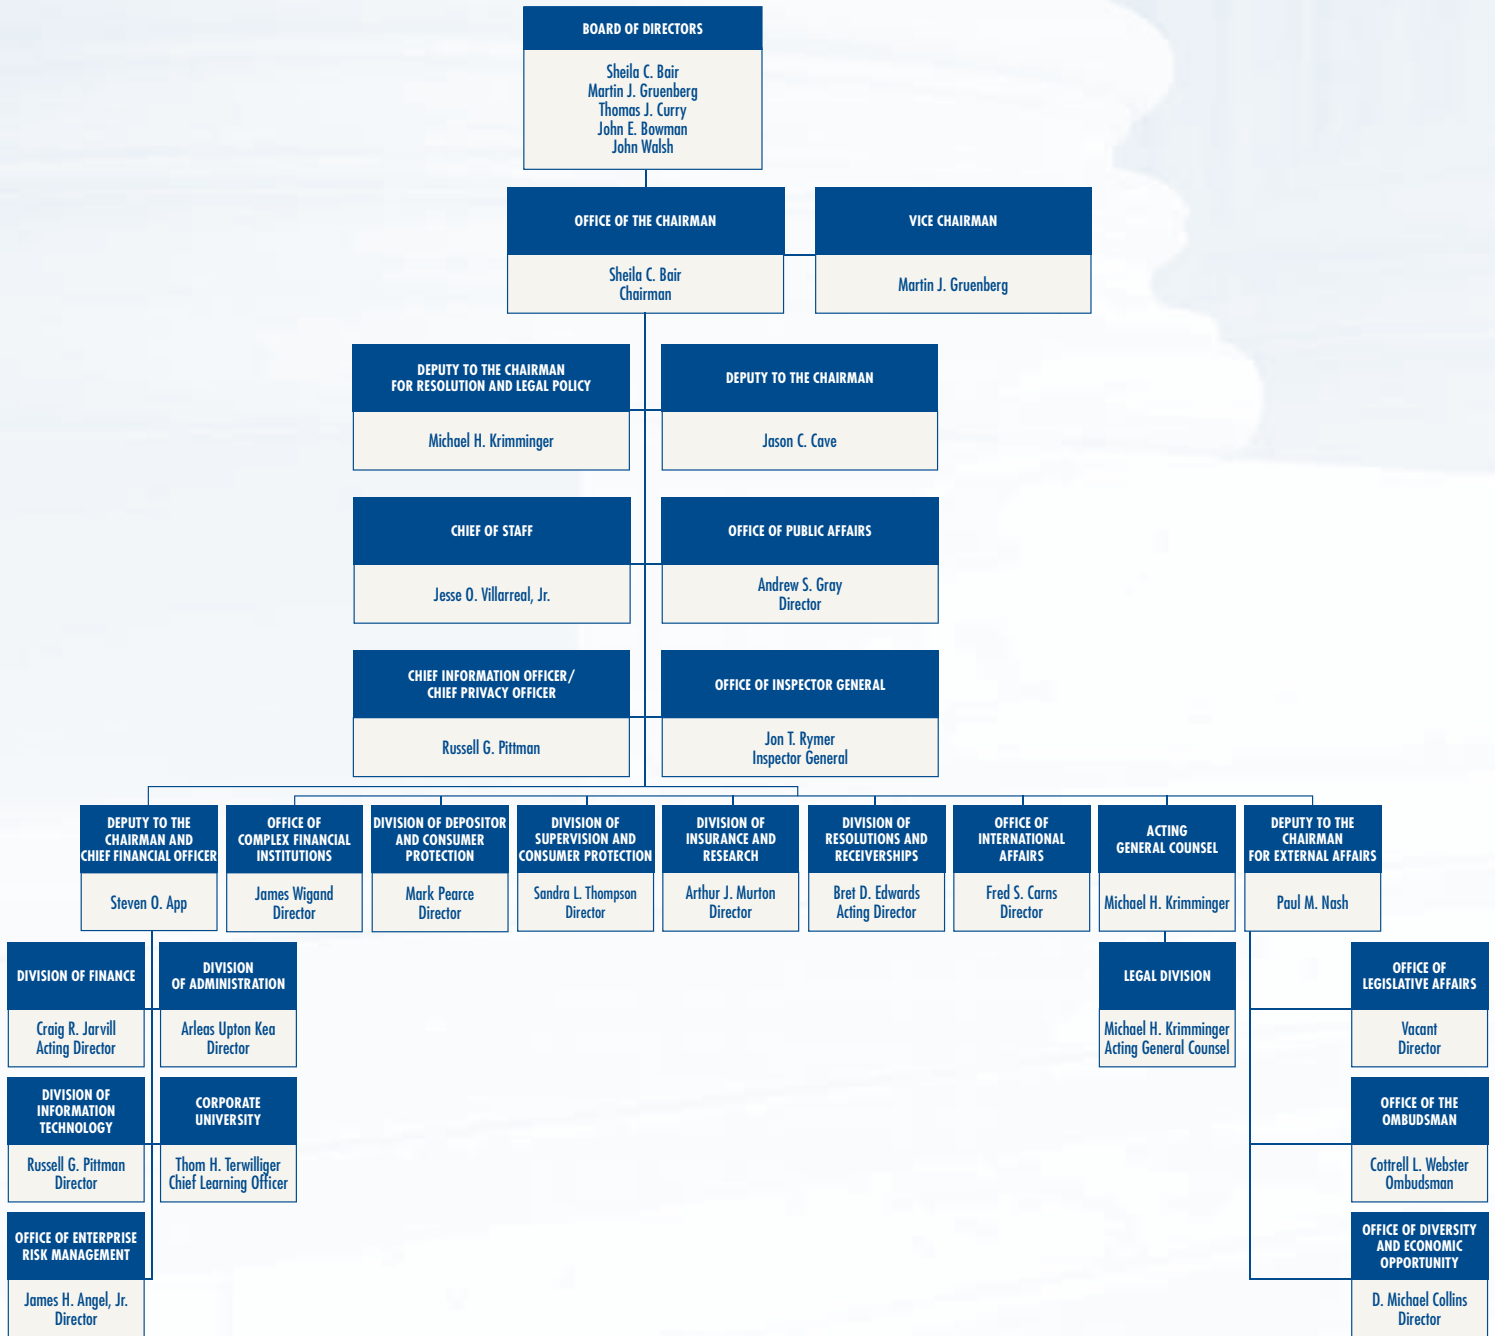 BOARD OF DIRECTORS
Sheila C. Bair
Martin J. Gruenberg
Thomas J. Curry
John E. Bowman
John Walsh
OFFICE OF THE CHAIRMAN
Sheila C. Bair
Chairman
VICE CHAIRMAN
Martin J. Gruenberg
DEPUTY TO THE CHAIRMAN
FOR RESOLUTION AND LEGAL POLICY
Michael H. Krimminger
DEPUTY TO THE CHAIRMAN
Jason C. Cave
CHIEF OF STAFF
Jesse O. Villarreal, Jr.
OFFICE OF PUBLIC AFFAIRS
Andrew S. Gray
Director
CHIEF INFORMATION OFFICER/
CHIEF PRIVACY OFFICER
Russell G. Pittman
OFFICE OF INSPECTOR GENERAL
Jon T. Rymer
Inspector General
DEPUTY TO THE
CHAIRMAN AND
CHIEF FINANCIAL OFFICER
Steven O. App
OFFICE OF
COMPLEX FINANCIAL
INSTITUTIONS
James Wigand
Director
DIVISION OF DEPOSITOR
AND CONSUMER
PROTECTION
Mark Pearce
Director
DIVISION OF
SUPERVISION AND
CONSUMER PROTECTION
Sandra L. Thompson
Director
DIVISION OF
INSURANCE AND
RESEARCH
Arthur J. Murton
Director
DIVISION OF
RESOLUTIONS AND
RECEIVERSHIPS
Bret D. Edwards
Acting Director
OFFICE OF
INTERNATIONAL
AFFAIRS
Fred S. Carns
Director
ACTING
GENERAL COUNSEL
Michael H. Krimminger
DEPUTY TO THE
CHAIRMAN
FOR EXTERNAL AFFAIRS
Paul M. Nash
DIVISION OF FINANCE
Craig R. Jarvill
Acting Director
DIVISION
OF ADMINISTRATION
Arleas Upton Kea
Director
LEGAL DIVISION
Michael H. Krimminger
Acting General Counsel
OFFICE OF
LEGISLATIVE AFFAIRS
Vacant
Director
DIVISION OF
INFORMATION
TECHNOLOGY
Russell G. Pittman
Director
CORPORATE
UNIVERSITY
Thom H. Terwilliger
Chief Learning Officer
OFFICE OF THE
OMBUDSMAN
Cottrell L. Webster
Ombudsman
OFFICE OF ENTERPRISE
RISK MANAGEMENT
James H. Angel, Jr.
Director
OFFICE OF DIVERSITY
AND ECONOMIC
OPPORTUNITY
D. Michael Collins
Director